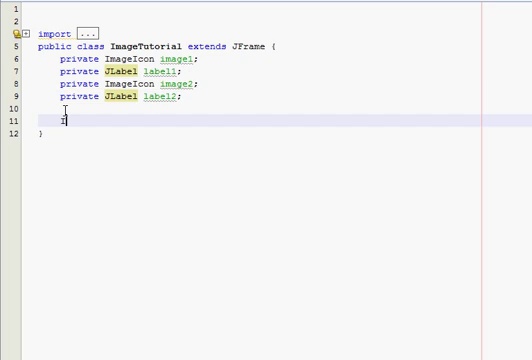 1
2
import ...
5 public class ImageTutorial extends JFrame {
6 private ImageIcon image1;
7 private JLabel label1;
8 private ImageIcon image2;
9 private JLabel label2;
10
11 I
12 }